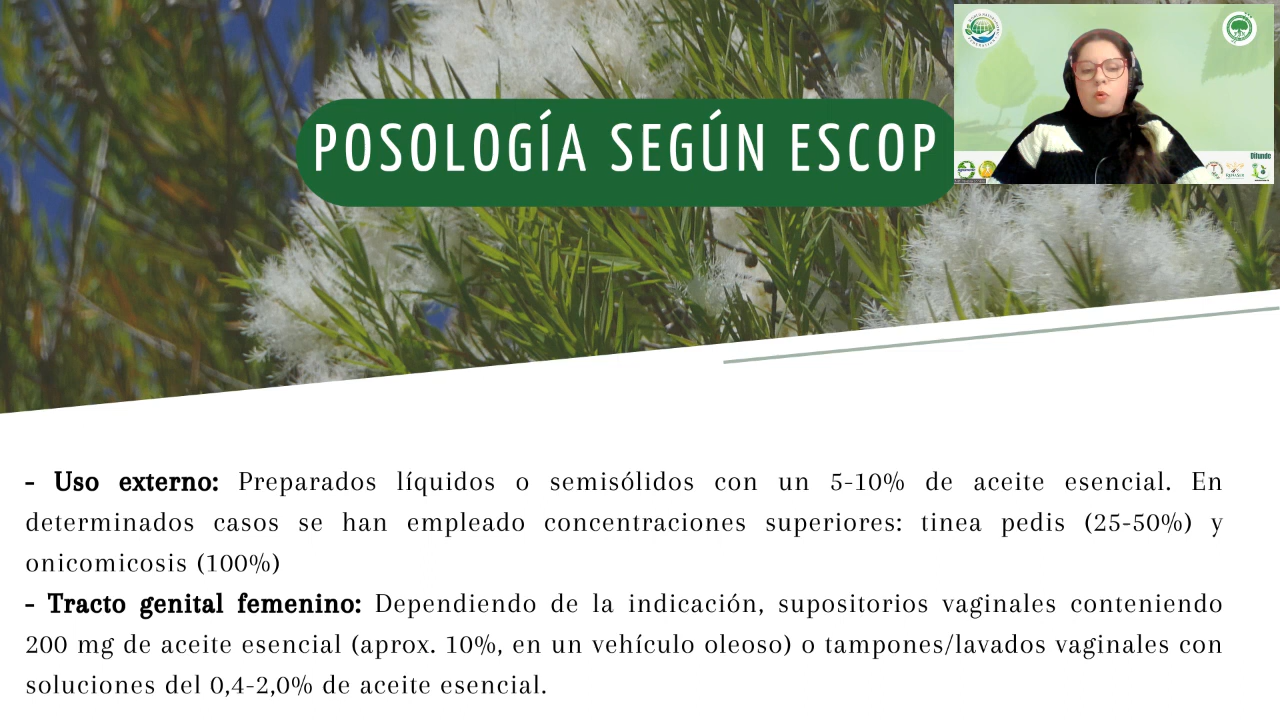 POSOLOGÍA SEGÚN ESCOP
Difunde
- Uso externo: Preparados líquidos o semisólidos con un 5-10% de aceite esencial. En
determinados casos se han empleado concentraciones superiores: tinea pedis (25-50%) y
onicomicosis (100%)
- Tracto genital femenino: Dependiendo de la indicación, supositorios vaginales conteniendo
200 mg de aceite esencial (aprox. 10%, en un vehículo oleoso) o tampones/lavados vaginales con
soluciones del 0,4-2,0% de aceite esencial.